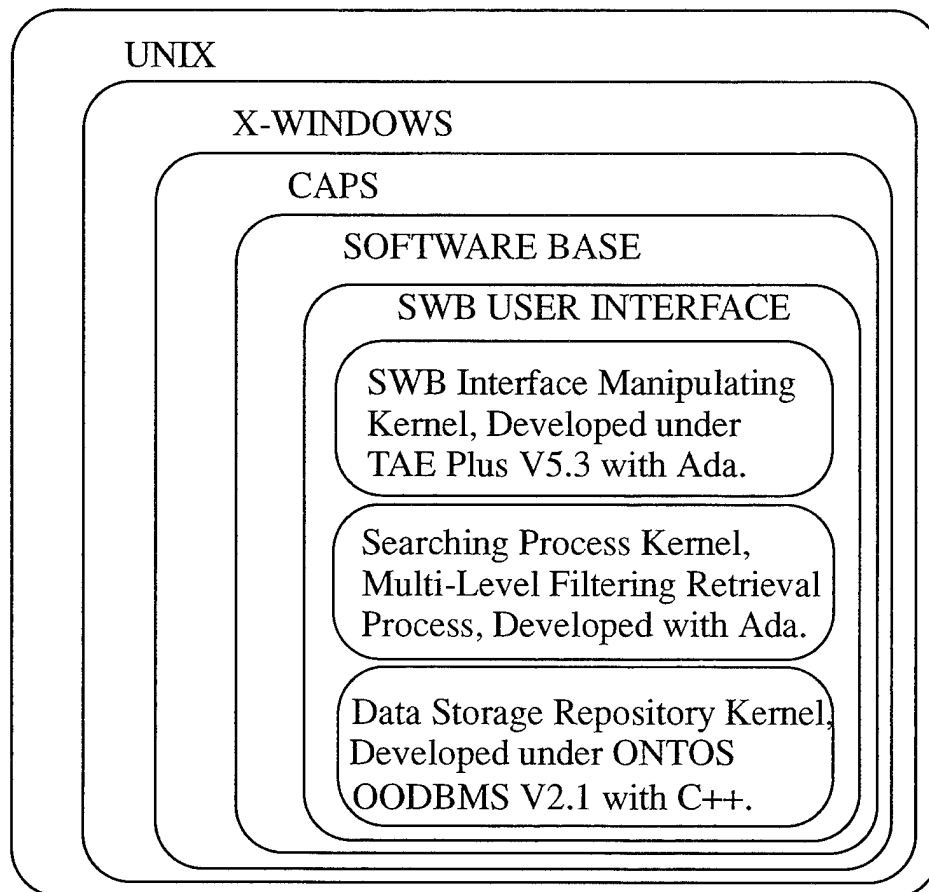 UNIX
X-WINDOWS
CAPS
SOFTWARE BASE
SWB USER INTERFACE
SWB Interface Manipulating
Kernel, Developed under
TAE Plus V5.3 with Ada.
Searching Process Kernel,
Multi-Level Filtering Retrieval
Process, Developed with Ada.
Data Storage Repository Kernel,
Developed under ONTOS
OODBMS V2.1 with C++.